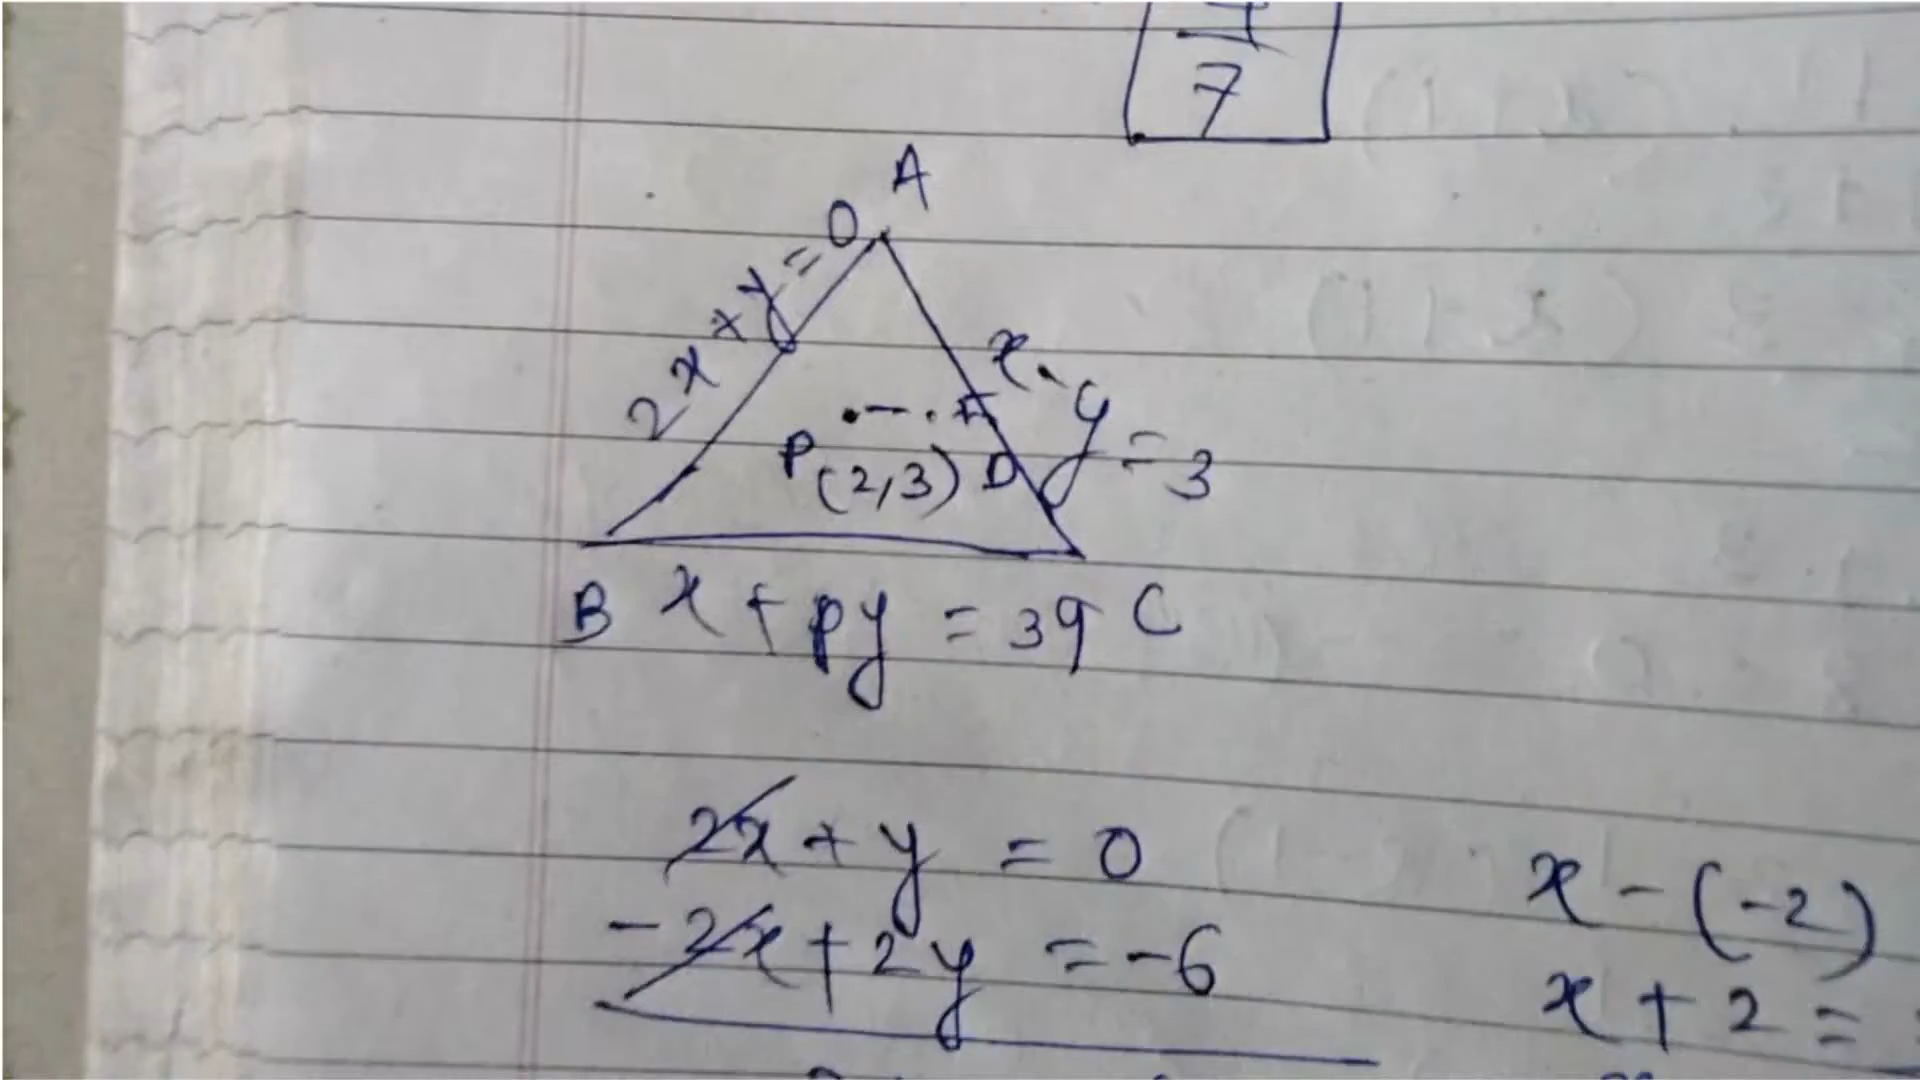 7
A
2x + y = 0
x - y = 3
P (2,3) D
B x + py = 39 C
2x + y = 0
-2x + 2y = -6
x - (-2)
x + 2 =